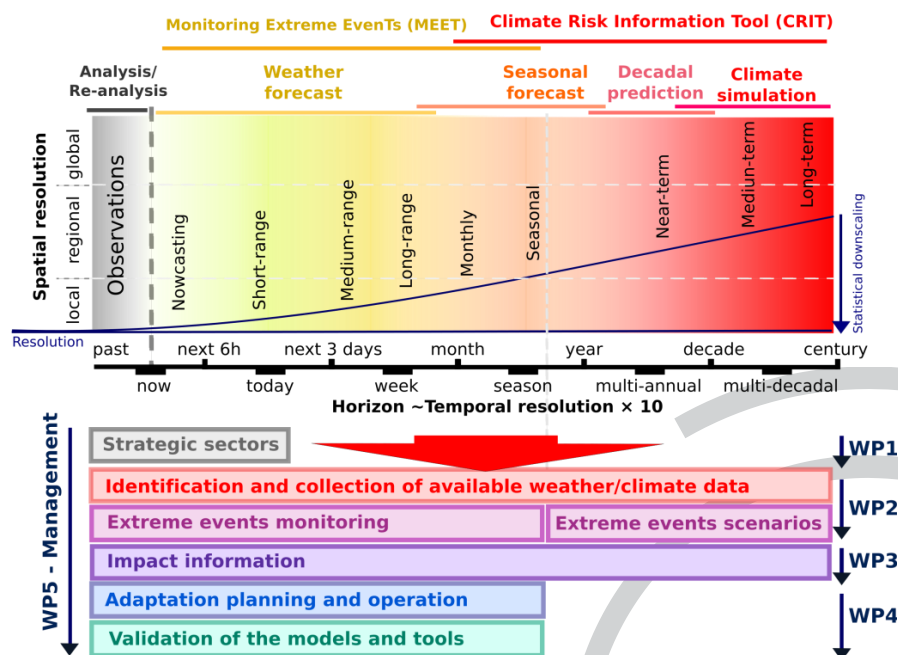 Monitoring Extreme EvenTs (MEET)
Climate Risk Information Tool (CRIT)
Analysis/
Re-analysis
Weather
forecast
Seasonal
forecast
Decadal
prediction
Climate
simulation
Spatial resolution
global
regional
local
Observations
Nowcasting
Short-range
Medium-range
Long-range
Monthly
Seasonal
Near-term
Mediun-term
Long-term
Statistical downscaling
Resolution
past
next 6h
next 3 days
month
year
decade
century
now
today
week
season
multi-annual
multi-decadal
Horizon ~Temporal resolution × 10
WP5 - Management
Strategic sectors
WP1
Identification and collection of available weather/climate data
WP2
Extreme events monitoring
Extreme events scenarios
Impact information
WP3
Adaptation planning and operation
WP4
Validation of the models and tools